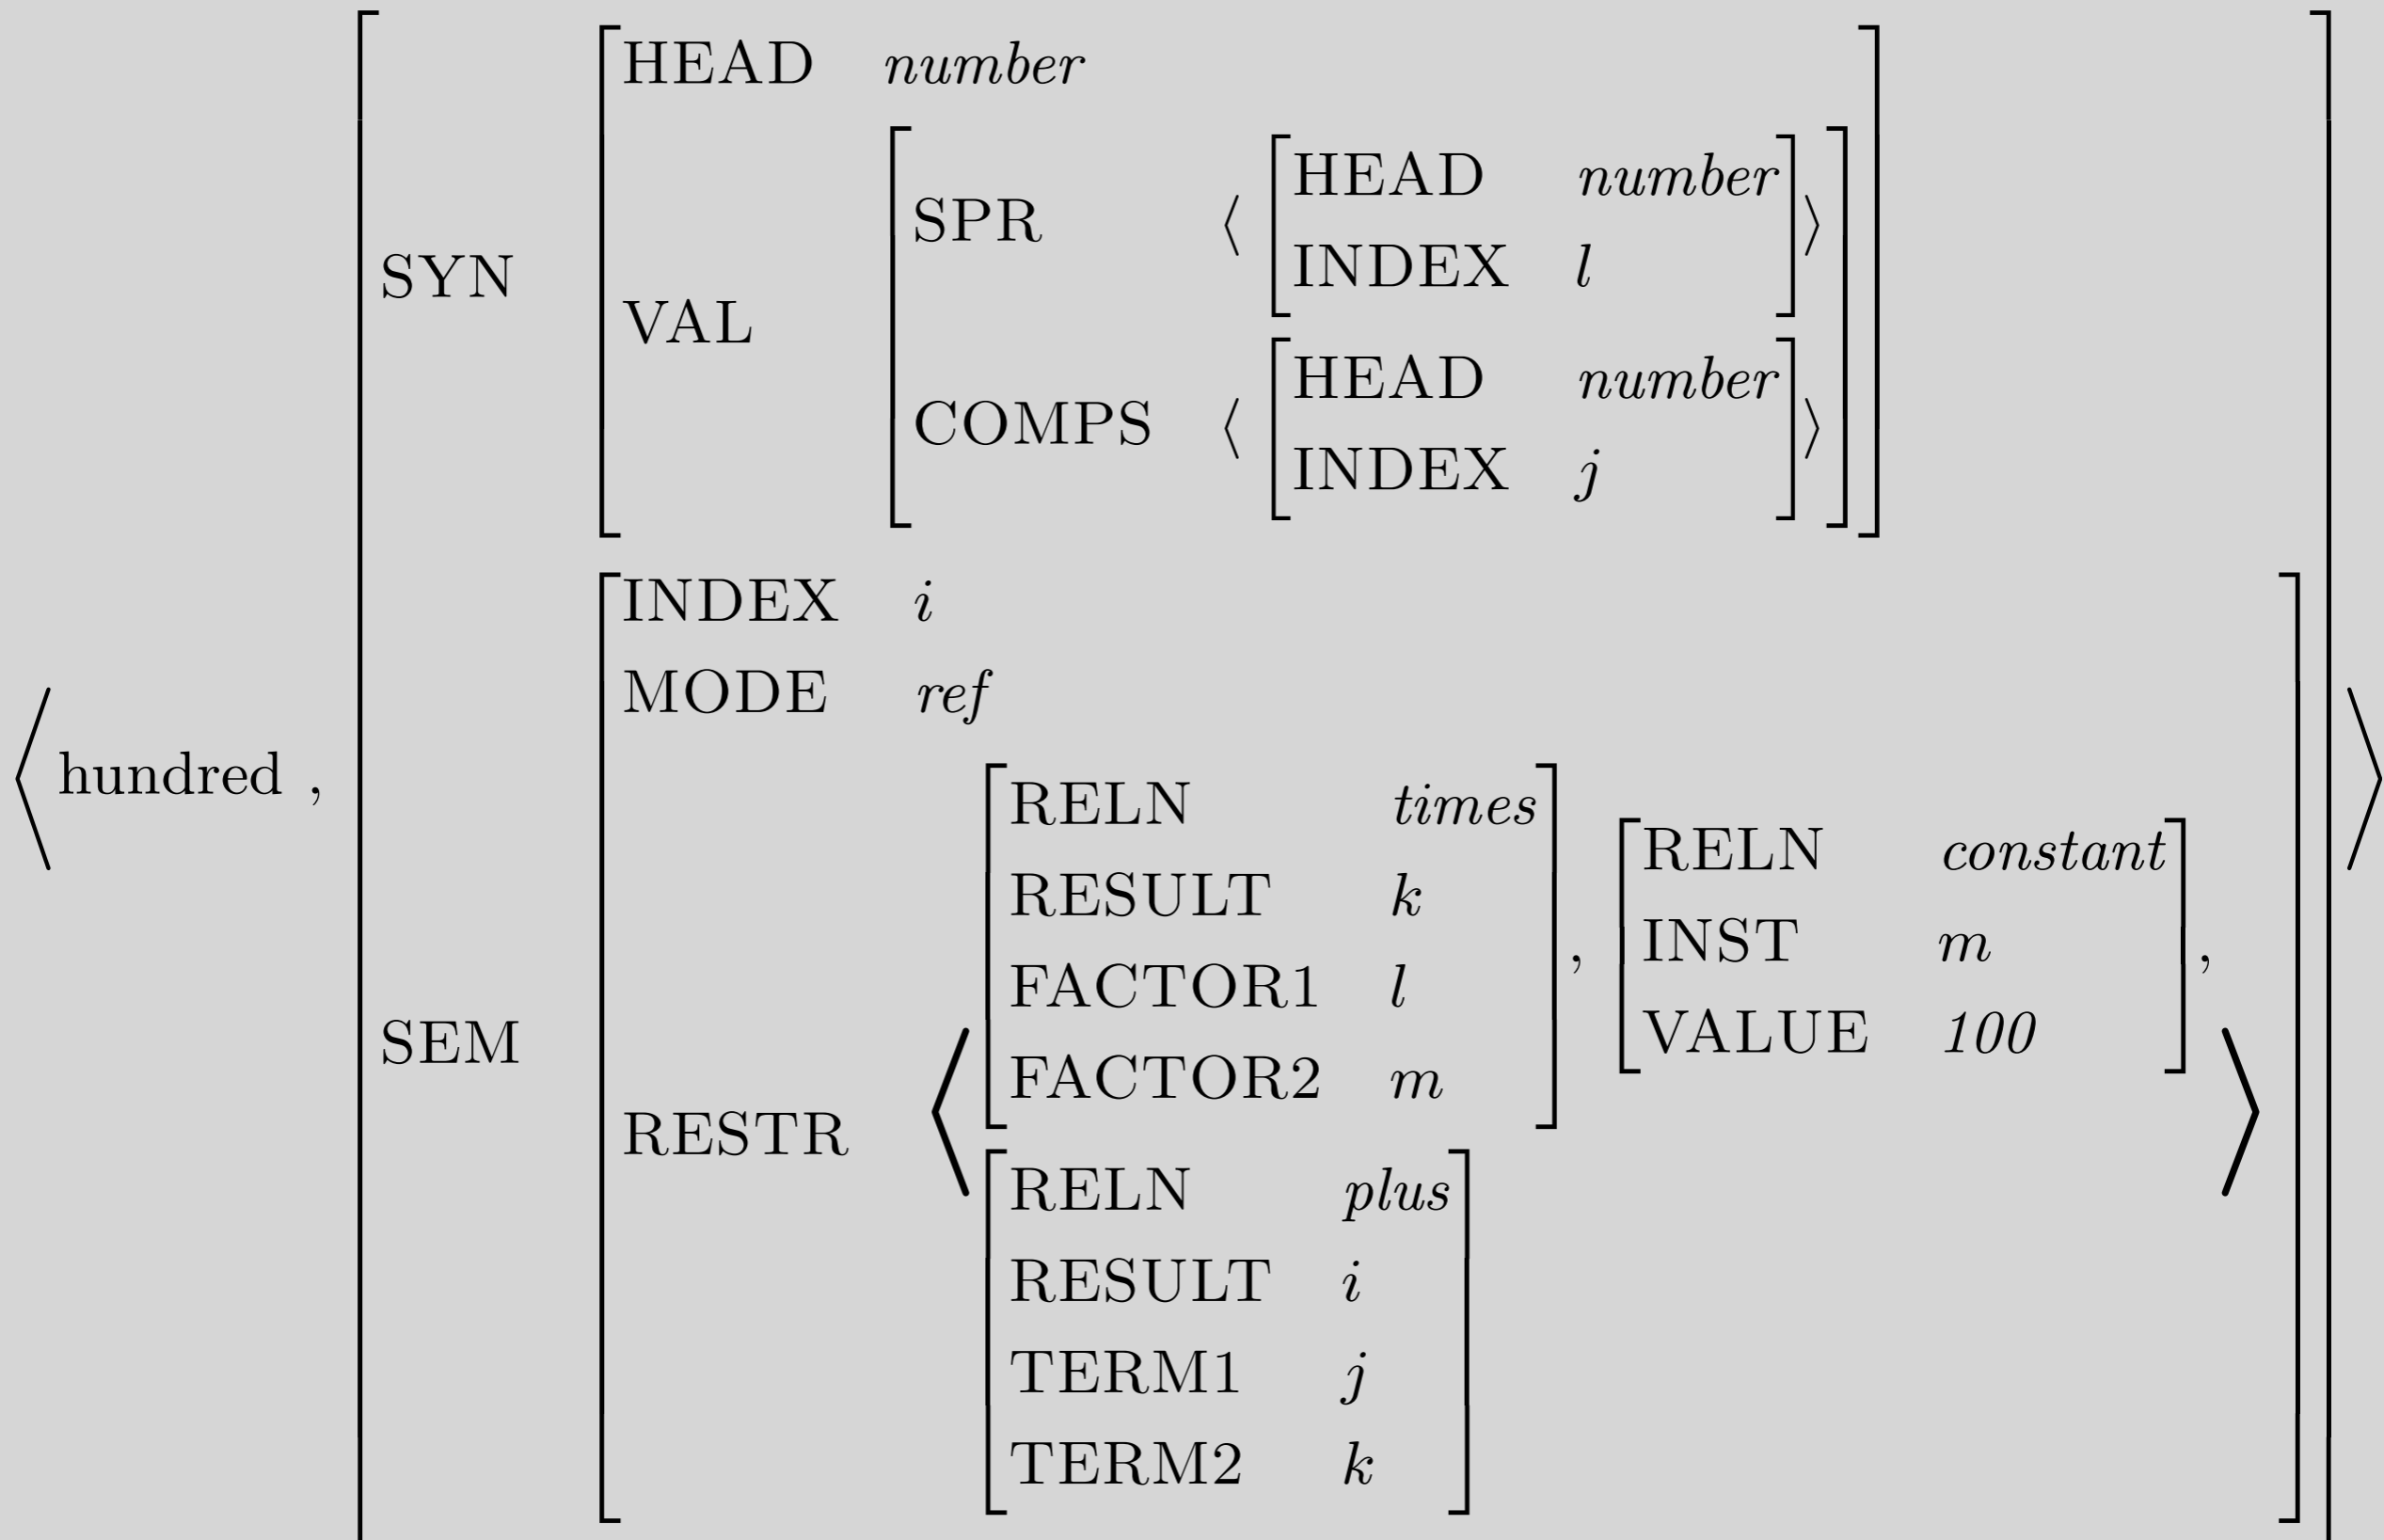 HEAD number
SPR ⟨ [HEAD number
INDEX l] ⟩
SYN
VAL
COMPS ⟨ [HEAD number
INDEX j] ⟩
INDEX i
MODE ref
⟨ hundred ,
RELN times
RESULT k
FACTOR1 l
FACTOR2 m
,
RELN constant
INST m
VALUE 100
,
SEM
RESTR
RELN plus
RESULT i
TERM1 j
TERM2 k